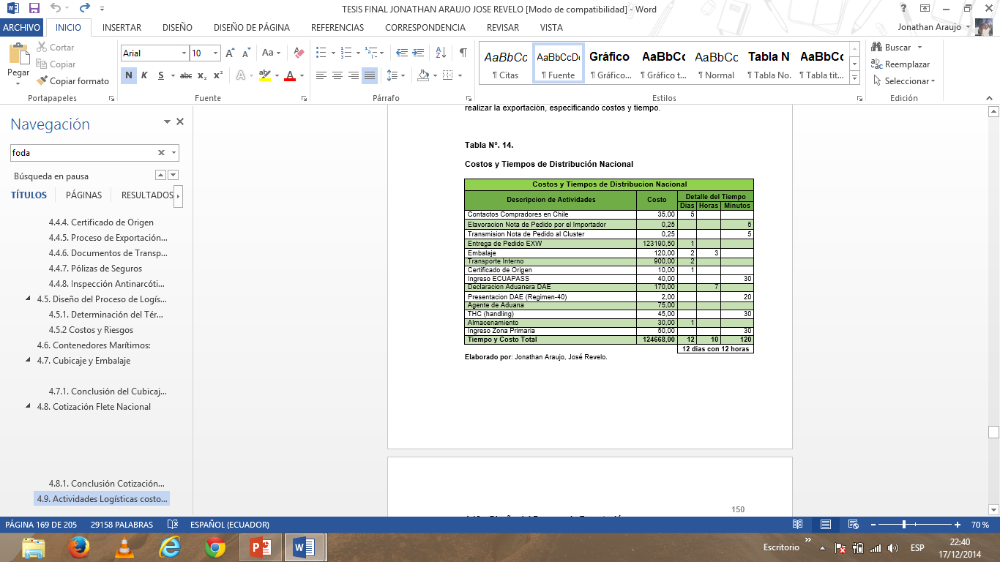 TESIS FINAL JONATHAN ARAUJO JOSE REVELO [Modo de compatibilidad] - Word
ARCHIVO INICIO INSERTAR DISEÑO DISEÑO DE PÁGINA REFERENCIAS CORRESPONDENCIA REVISAR VISTA Jonathan Araujo
Pegar
Cortar
Copiar
Copiar formato
Portapapeles
Arial 10
N K S abc x₂ x²
Fuente
Párrafo
AaBbCc AaBbCcDc Gráfico AaBbCc AaBbCc Tabla N AaBbCc
¶ Citas ¶ Fuente ¶ Gráfico... ¶ Gráfico t... ¶ Normal ¶ Tabla No. ¶ Tabla tit...
Estilos
Buscar
Reemplazar
Seleccionar
Edición
Navegación
foda
Búsqueda en pausa
TÍTULOS PÁGINAS RESULTADOS
4.4.4. Certificado de Origen
4.4.5. Proceso de Exportación...
4.4.6. Documentos de Transp...
4.4.7. Pólizas de Seguros
4.4.8. Inspección Antinarcóti...
4.5. Diseño del Proceso de Logís...
4.5.1. Determinación del Tér...
4.5.2 Costos y Riesgos
4.6. Contenedores Marítimos:
4.7. Cubicaje y Embalaje
4.7.1. Conclusión del Cubicaj...
4.8. Cotización Flete Nacional
4.8.1. Conclusión Cotización...
4.9. Actividades Logísticas costo...
realizar la exportación, especificando costos y tiempo.
Tabla N°. 14.
Costos y Tiempos de Distribución Nacional
Costos y Tiempos de Distribucion Nacional
Descripcion de Actividades Costo Detalle del Tiempo
Dias Horas Minutos
Contactos Compradores en Chile 35,00 5
Elavoracion Nota de Pedido por el Importador 0,25 5
Transmision Nota de Pedido al Cluster 0,25 5
Entrega de Pedido EXW 123190,50 1
Embalaje 120,00 2 3
Transporte Interno 900,00 2
Certificado de Origen 10,00 1
Ingreso ECUAPASS 40,00 30
Declaracion Aduanera DAE 170,00 7
Presentacion DAE (Regimen-40) 2,00 20
Agente de Aduana 75,00
THC (handling) 45,00 30
Almacenamiento 30,00 1
Ingreso Zona Primaria 50,00 30
Tiempo y Costo Total 124668,00 12 10 120
12 dias con 12 horas
Elaborado por: Jonathan Araujo, José Revelo.
150
PÁGINA 169 DE 205 29158 PALABRAS ESPAÑOL (ECUADOR) 70 %
Escritorio ESP 22:40
17/12/2014